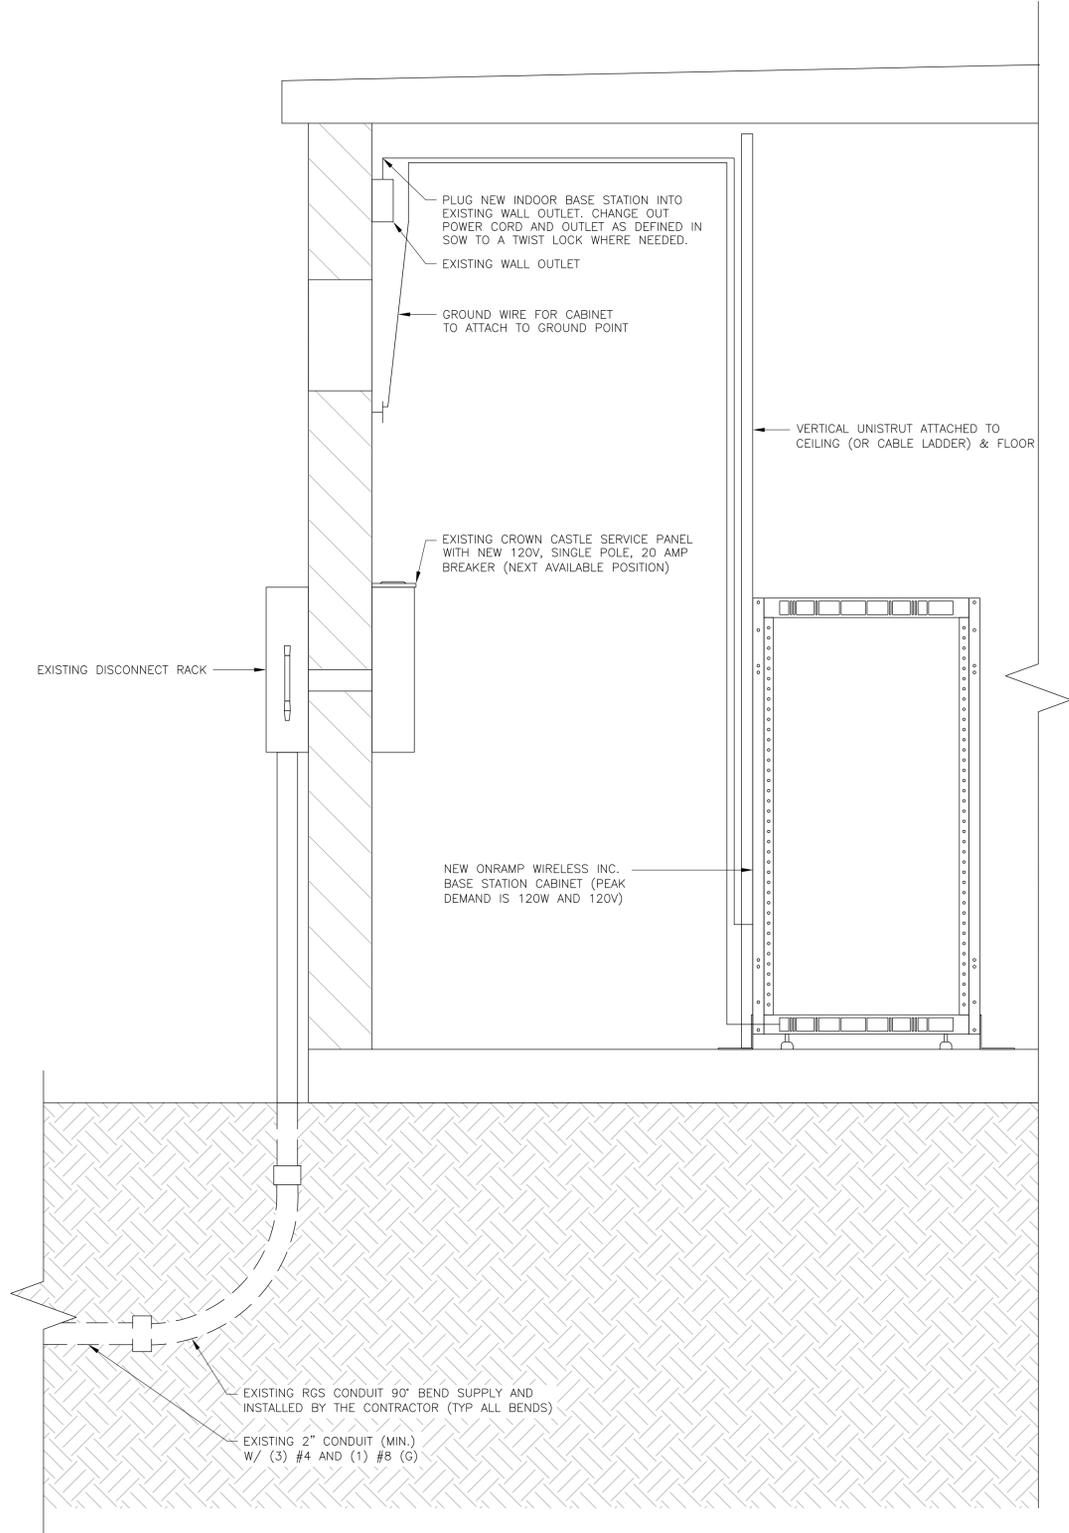 PLUG NEW INDOOR BASE STATION INTO
EXISTING WALL OUTLET. CHANGE OUT
POWER CORD AND OUTLET AS DEFINED IN
SOW TO A TWIST LOCK WHERE NEEDED.
EXISTING WALL OUTLET
GROUND WIRE FOR CABINET
TO ATTACH TO GROUND POINT
VERTICAL UNISTRUT ATTACHED TO
CEILING (OR CABLE LADDER) & FLOOR
EXISTING CROWN CASTLE SERVICE PANEL
WITH NEW 120V, SINGLE POLE, 20 AMP
BREAKER (NEXT AVAILABLE POSITION)
EXISTING DISCONNECT RACK
NEW ONRAMP WIRELESS INC.
BASE STATION CABINET (PEAK
DEMAND IS 120W AND 120V)
EXISTING RGS CONDUIT 90° BEND SUPPLY AND
INSTALLED BY THE CONTRACTOR (TYP ALL BENDS)
EXISTING 2" CONDUIT (MIN.)
W/ (3) #4 AND (1) #8 (G)